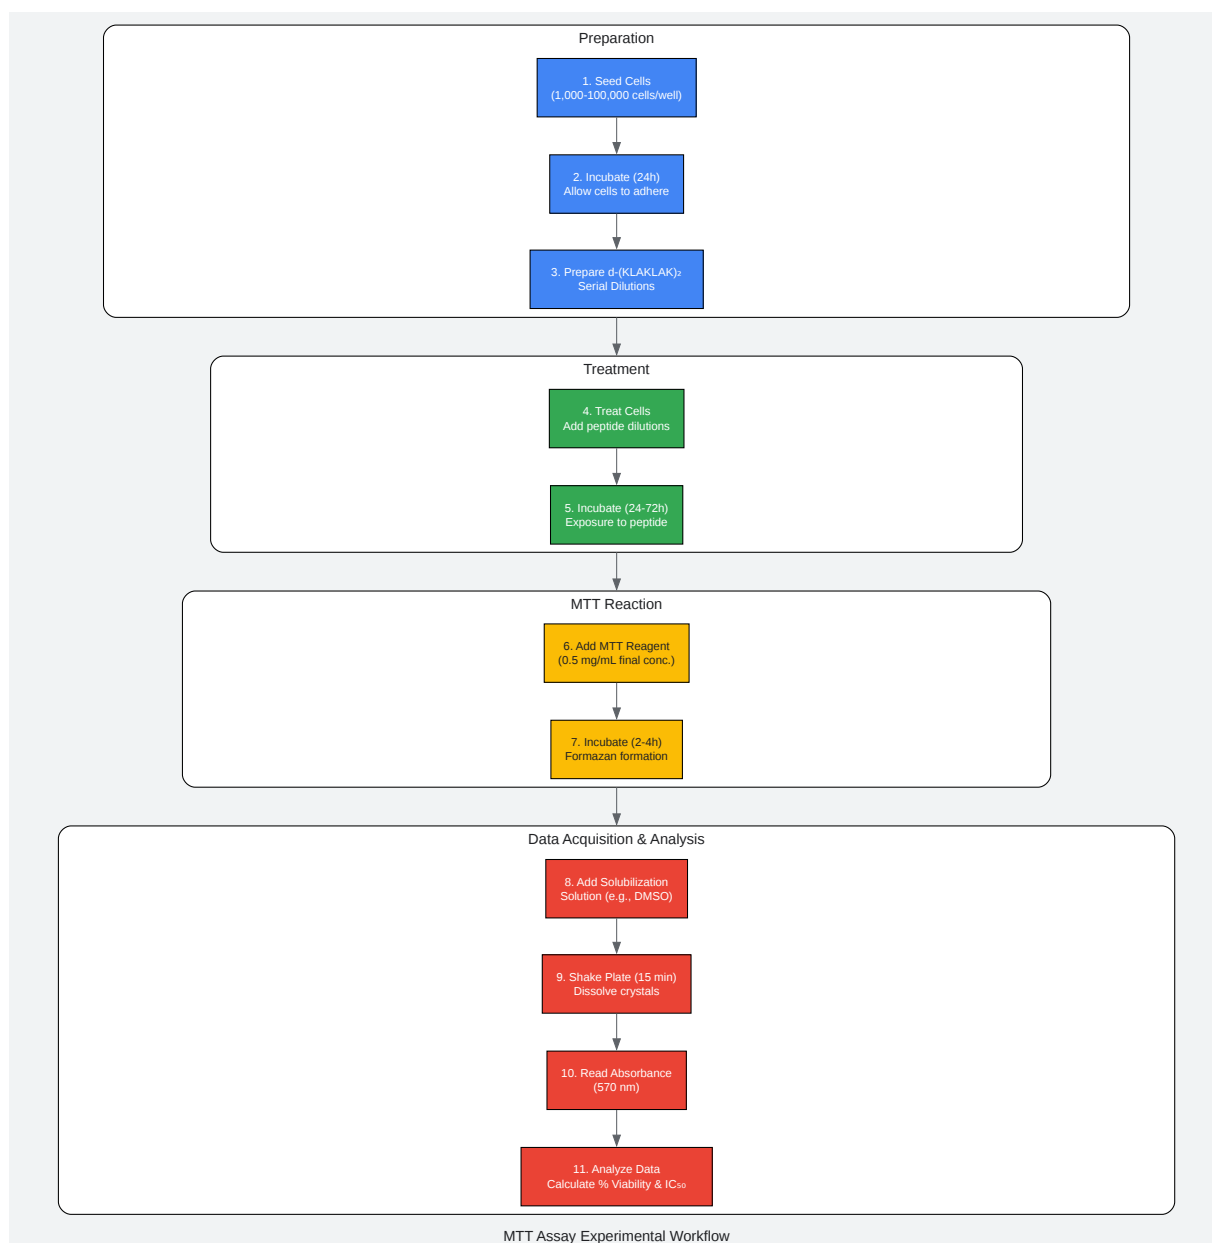 Preparation
1. Seed Cells
(1,000-100,000 cells/well)
2. Incubate (24h)
Allow cells to adhere
3. Prepare d-(KLAKLAK)₂
Serial Dilutions
Treatment
4. Treat Cells
Add peptide dilutions
5. Incubate (24-72h)
Exposure to peptide
MTT Reaction
6. Add MTT Reagent
(0.5 mg/mL final conc.)
7. Incubate (2-4h)
Formazan formation
Data Acquisition & Analysis
8. Add Solubilization
Solution (e.g., DMSO)
9. Shake Plate (15 min)
Dissolve crystals
10. Read Absorbance
(570 nm)
11. Analyze Data
Calculate % Viability & IC₅₀
MTT Assay Experimental Workflow